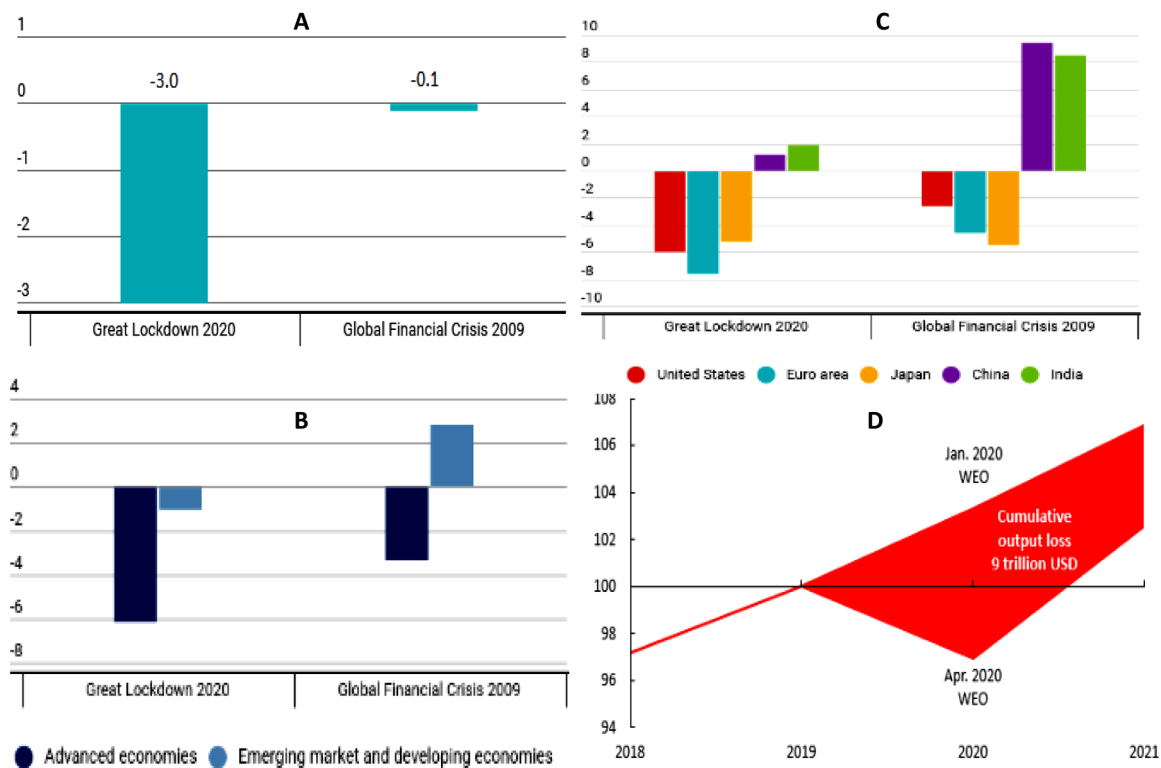 A
1
0
-1
-2
-3
-3.0
-0.1
Great Lockdown 2020
Global Financial Crisis 2009
C
10
8
6
4
2
0
-2
-4
-6
-8
-10
Great Lockdown 2020
Global Financial Crisis 2009
United States
Euro area
Japan
China
India
B
4
2
0
-2
-4
-6
-8
Great Lockdown 2020
Global Financial Crisis 2009
Advanced economies
Emerging market and developing economies
D
108
106
104
102
100
98
96
94
Jan. 2020
WEO
Cumulative
output loss
9 trillion USD
Apr. 2020
WEO
2018
2019
2020
2021